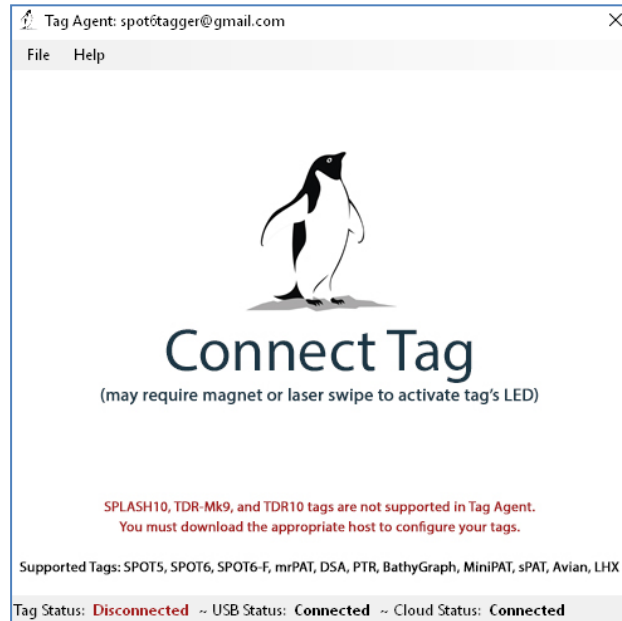 Tag Agent: spot6tagger@gmail.com
File Help
Connect Tag
(may require magnet or laser swipe to activate tag's LED)
SPLASH10, TDR-Mk9, and TDR10 tags are not supported in Tag Agent.
You must download the appropriate host to configure your tags.
Supported Tags: SPOT5, SPOT6, SPOT6-F, mrPAT, DSA, PTR, BathyGraph, MiniPAT, sPAT, Avian, LHX
Tag Status: Disconnected ~ USB Status: Connected ~ Cloud Status: Connected